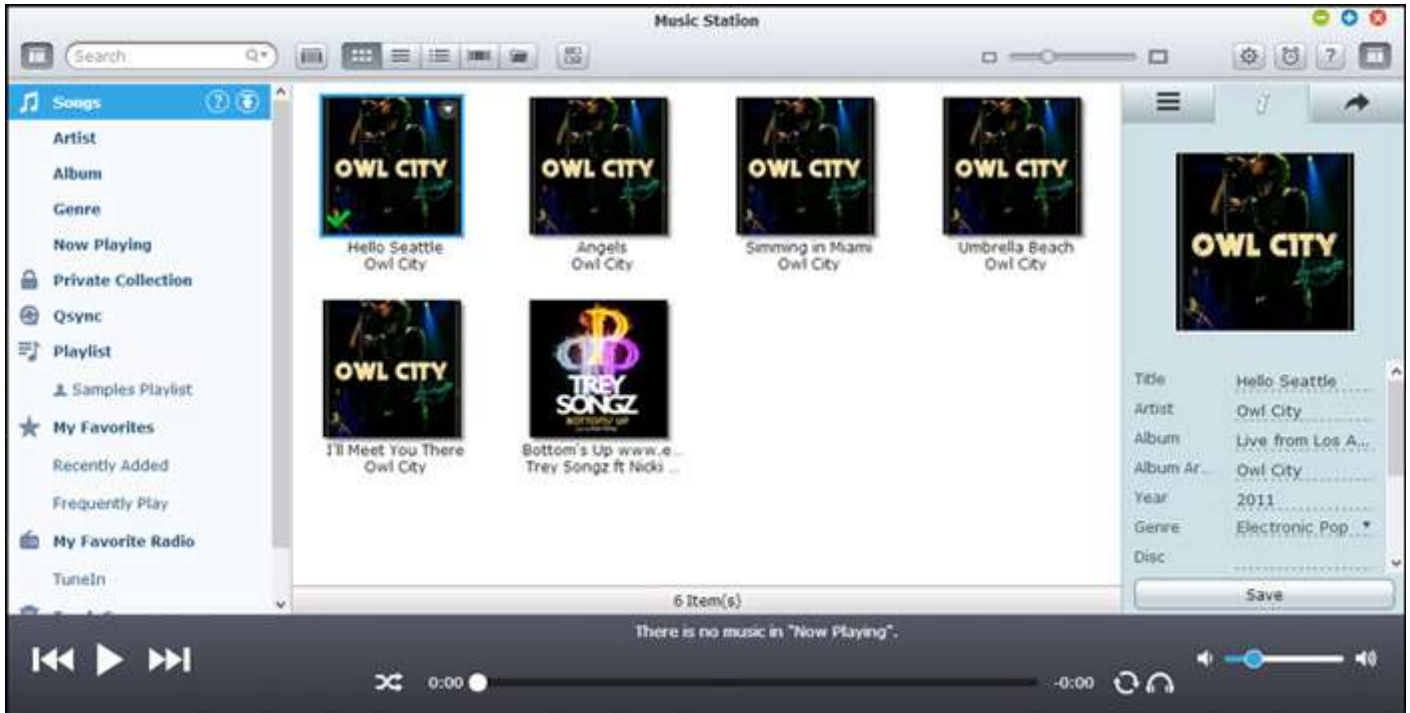 Music Station
Search
Songs
Artist
Album
Genre
Now Playing
Private Collection
Qsync
Playlist
Samples Playlist
My Favorites
Recently Added
Frequently Play
My Favorite Radio
TuneIn
OWL CITY
Hello Seattle
Owl City
OWL CITY
Angels
Owl City
OWL CITY
Simming in Miami
Owl City
OWL CITY
Umbrella Beach
Owl City
OWL CITY
I'll Meet You There
Owl City
TREY
SONGZ
BOTTOMS UP
Bottom's Up www.e...
Trey Songz ft Nicki ...
6 Item(s)
OWL CITY
Title Hello Seattle
Artist Owl City
Album Live from Los A...
Album Ar... Owl City
Year 2011
Genre Electronic Pop
Disc
Save
There is no music in "Now Playing".
0:00
-0:00